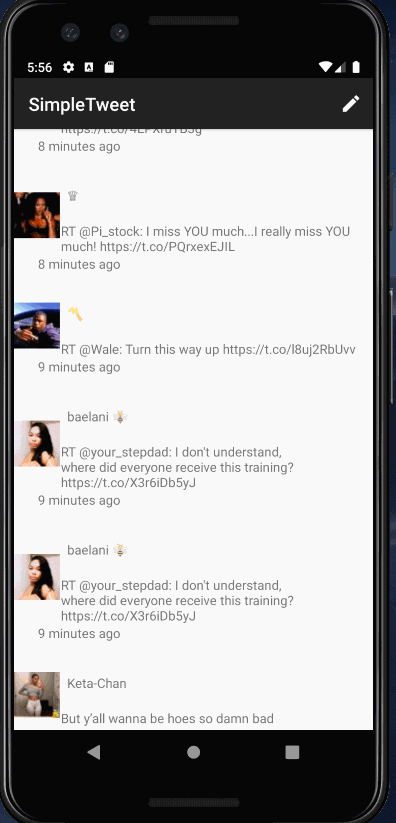 5:56
SimpleTweet
https://t.co/4EPXrdTB3g
8 minutes ago
♕
RT @Pi_stock: I miss YOU much...I really miss YOU
much! https://t.co/PQrxexEJIL
8 minutes ago
〽️
RT @Wale: Turn this way up https://t.co/l8uj2RbUvv
9 minutes ago
baelani 🐝
RT @your_stepdad: I don't understand,
where did everyone receive this training?
https://t.co/X3r6iDb5yJ
9 minutes ago
baelani 🐝
RT @your_stepdad: I don't understand,
where did everyone receive this training?
https://t.co/X3r6iDb5yJ
9 minutes ago
Keta-Chan
But y'all wanna be hoes so damn bad